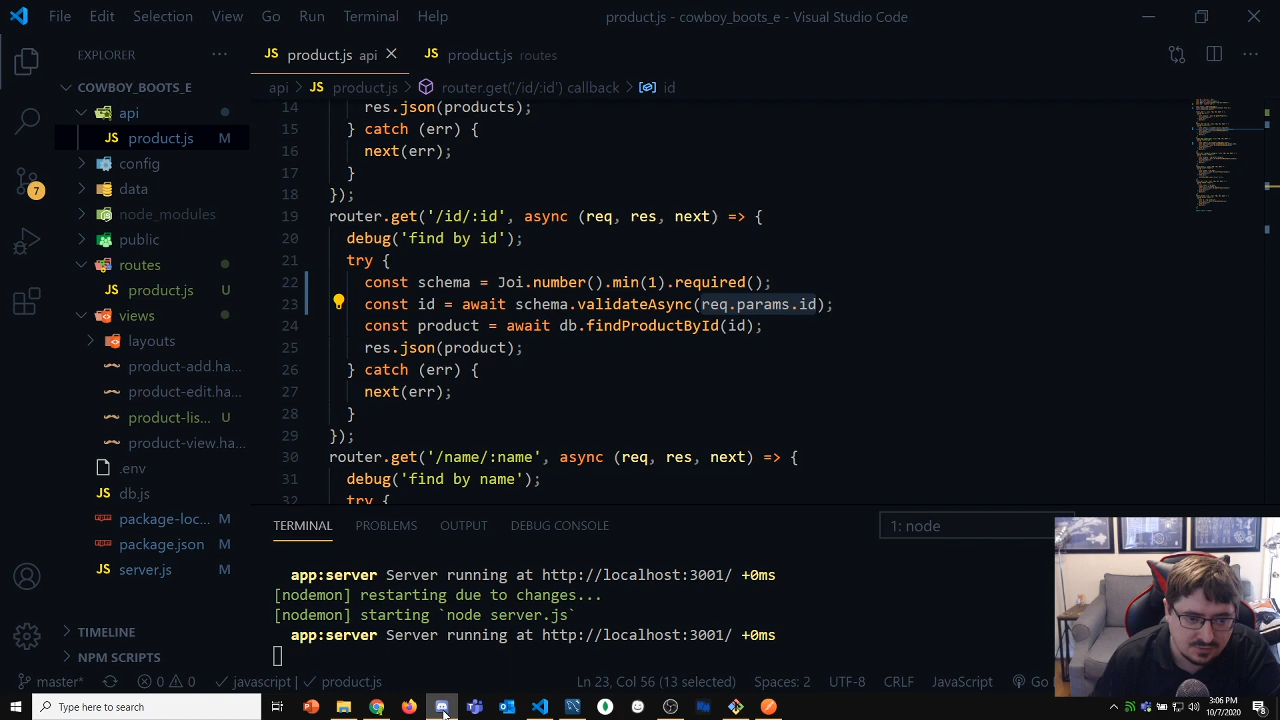 File Edit Selection View Go Run Terminal Help
product.js - cowboy_boots_e - Visual Studio Code
EXPLORER
JS product.js api
JS product.js routes
COWBOY_BOOTS_E
api > JS product.js > router.get('/id/:id') callback > id
api
JS product.js M
config
data
node_modules
public
routes
JS product.js U
views
layouts
product-add.ha...
product-edit.ha...
product-lis... U
product-view.ha...
.env
JS db.js
package-loc... M
package.json M
JS server.js M
TIMELINE
NPM SCRIPTS
7
14 res.json(products);
15 } catch (err) {
16 next(err);
17 }
18 });
19 router.get('/id/:id', async (req, res, next) => {
20 debug('find by id');
21 try {
22 const schema = Joi.number().min(1).required();
23 const id = await schema.validateAsync(req.params.id);
24 const product = await db.findProductById(id);
25 res.json(product);
26 } catch (err) {
27 next(err);
28 }
29 });
30 router.get('/name/:name', async (req, res, next) => {
31 debug('find by name');
32 try {
TERMINAL PROBLEMS OUTPUT DEBUG CONSOLE
1: node
app:server Server running at http://localhost:3001/ +0ms
[nodemon] restarting due to changes...
[nodemon] starting `node server.js`
app:server Server running at http://localhost:3001/ +0ms
master* 0 0 javascript | product.js
Ln 23, Col 56 (13 selected) Spaces: 2 UTF-8 CRLF JavaScript Go
Type here to search
3:06 PM
10/7/2020